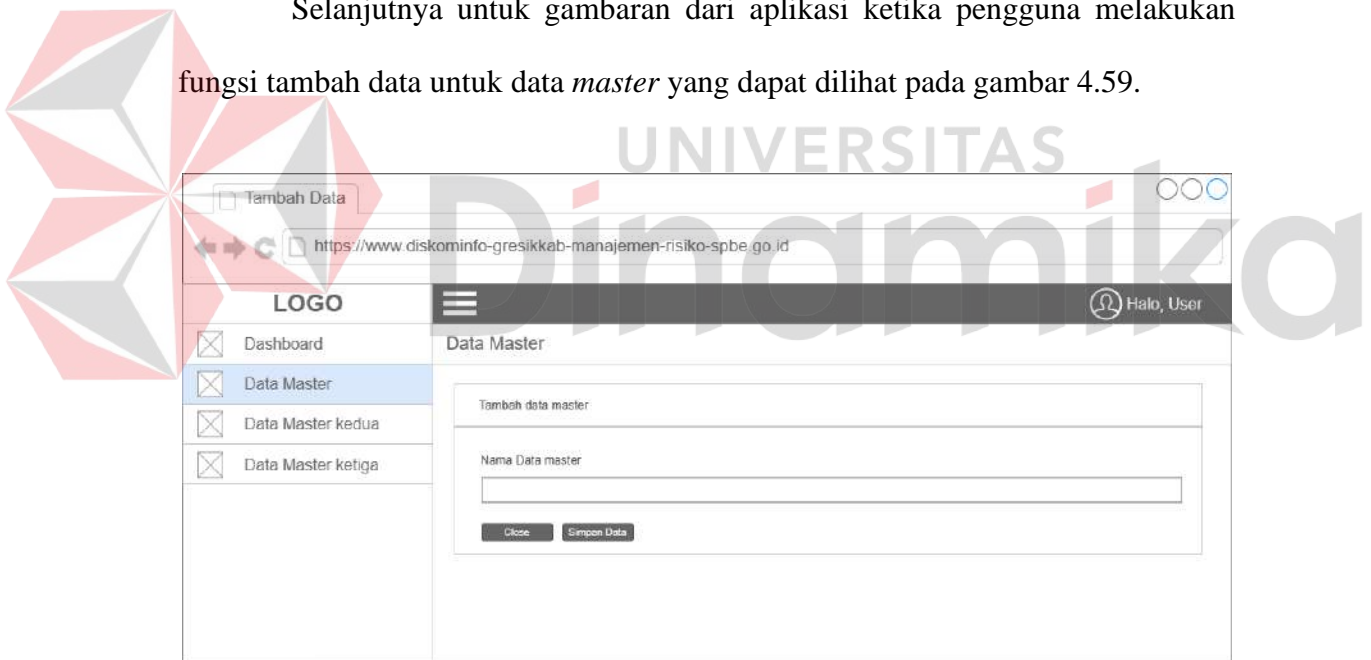 Selanjutnya untuk gambaran dari aplikasi ketika pengguna melakukan
fungsi tambah data untuk data master yang dapat dilihat pada gambar 4.59.
UNIVERSITAS
Dinamika
Tambah Data
https://www.diskominfo-gresikkab-manajemen-risiko-spbe.go.id
LOGO
Halo, User
Dashboard
Data Master
Data Master
Tambah data master
Data Master kedua
Data Master ketiga
Nama Data master
Close
Simpan Data